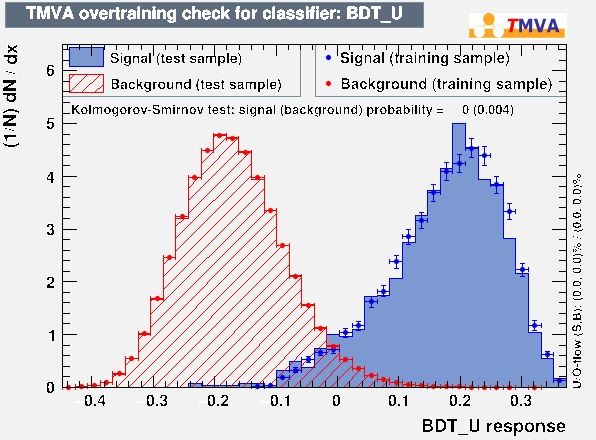 TMVA overtraining check for classifier: BDT_U
TMVA
Signal (test sample)
Background (test sample)
Signal (training sample)
Background (training sample)
Kolmogorov-Smirnov test: signal (background) probability = 0 (0.004)
(1/N) dN / dx
6
5
4
3
2
1
0
-0.4 -0.3 -0.2 -0.1 0 0.1 0.2 0.3
BDT_U response
U/O-flow (S,B): (0.0, 0.0)% / (0.0, 0.0)%